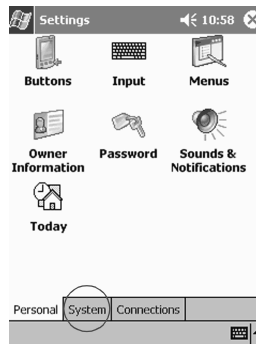 Settings
10:58
Buttons
Input
Menus
Owner
Information
Password
Sounds &
Notifications
Today
Personal
System
Connections